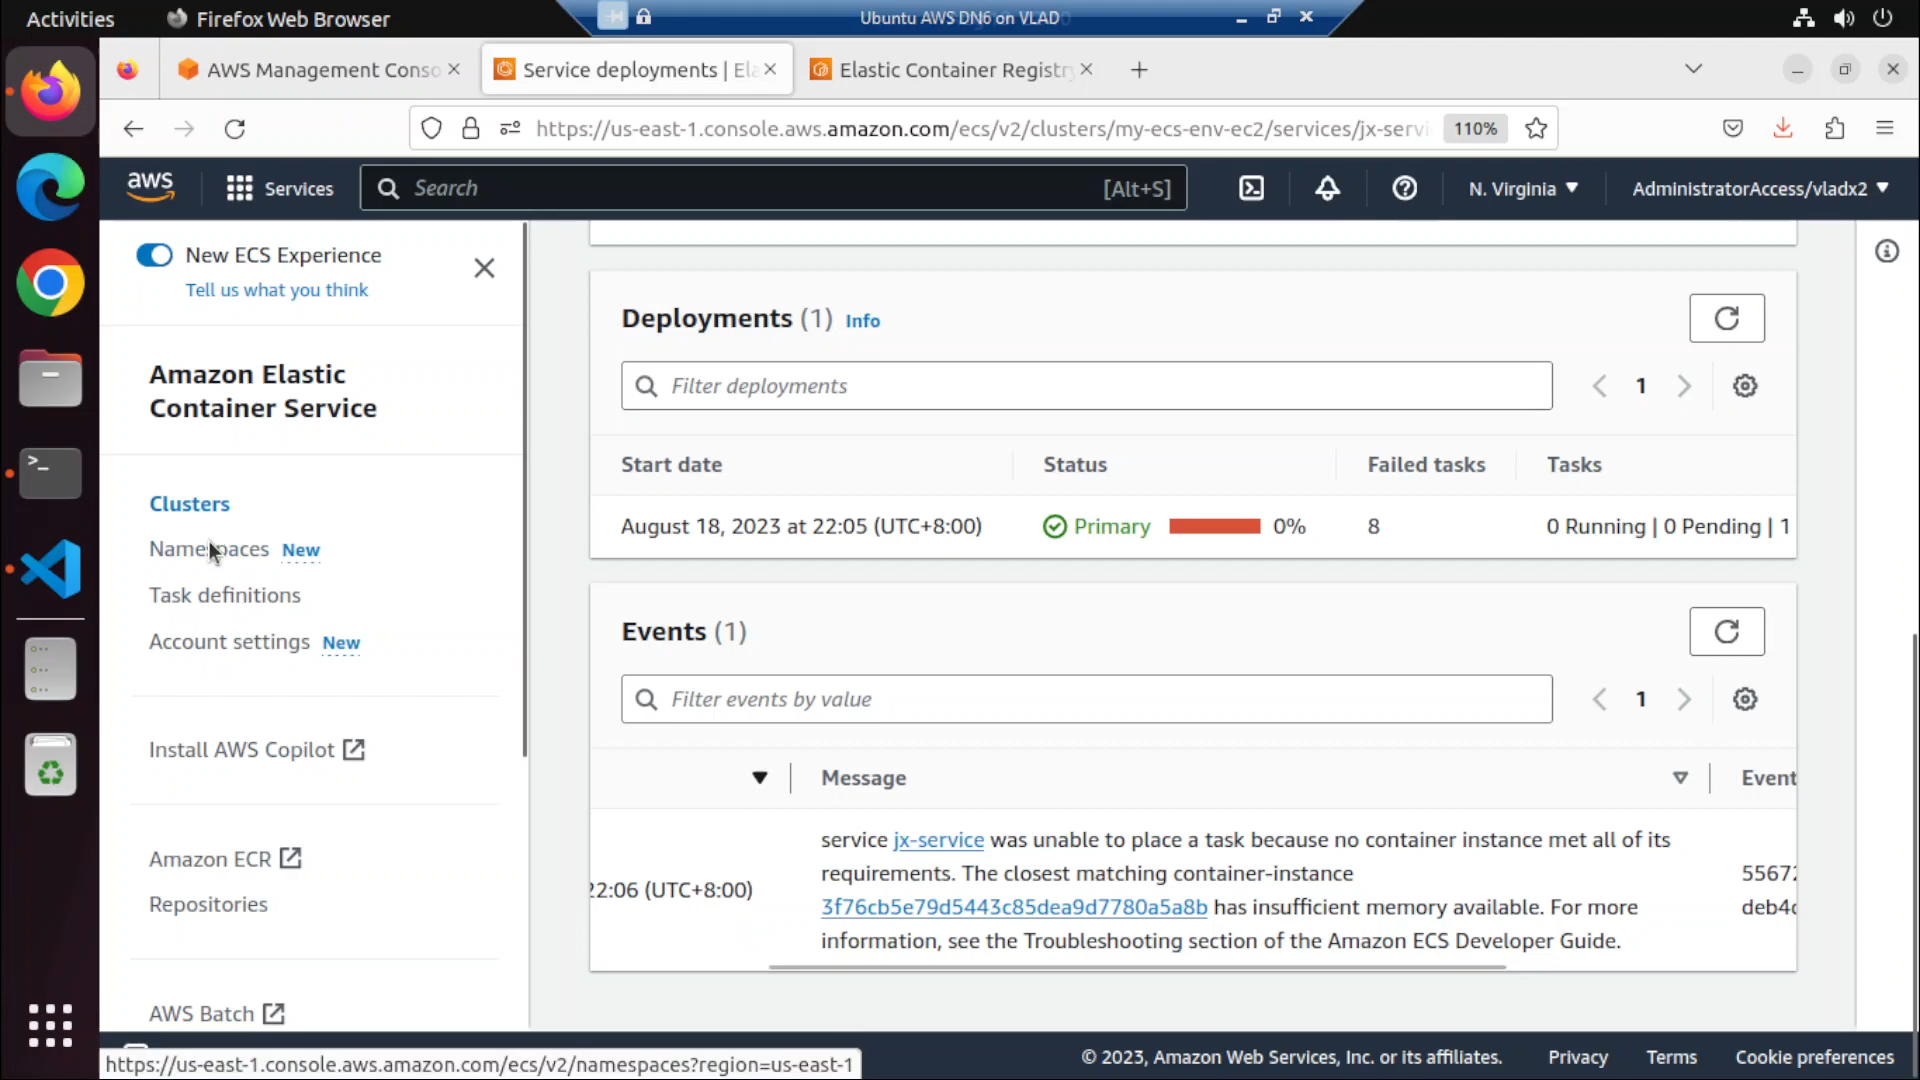 Activities Firefox Web Browser Ubuntu AWS DN6 on VLAD
AWS Management Conso Service deployments | Ela Elastic Container Registry
https://us-east-1.console.aws.amazon.com/ecs/v2/clusters/my-ecs-env-ec2/services/jx-servi 110%
aws Services Search [Alt+S] N. Virginia AdministratorAccess/vladx2
New ECS Experience
Tell us what you think
Amazon Elastic
Container Service
Clusters
Namespaces New
Task definitions
Account settings New
Install AWS Copilot
Amazon ECR
Repositories
AWS Batch
Deployments (1) Info
Filter deployments 1
Start date Status Failed tasks Tasks
August 18, 2023 at 22:05 (UTC+8:00) Primary 0% 8 0 Running | 0 Pending | 1
Events (1)
Filter events by value 1
Message Event
service jx-service was unable to place a task because no container instance met all of its
requirements. The closest matching container-instance
22:06 (UTC+8:00) 55672
3f76cb5e79d5443c85dea9d7780a5a8b has insufficient memory available. For more
deb4c
information, see the Troubleshooting section of the Amazon ECS Developer Guide.
https://us-east-1.console.aws.amazon.com/ecs/v2/namespaces?region=us-east-1
© 2023, Amazon Web Services, Inc. or its affiliates. Privacy Terms Cookie preferences